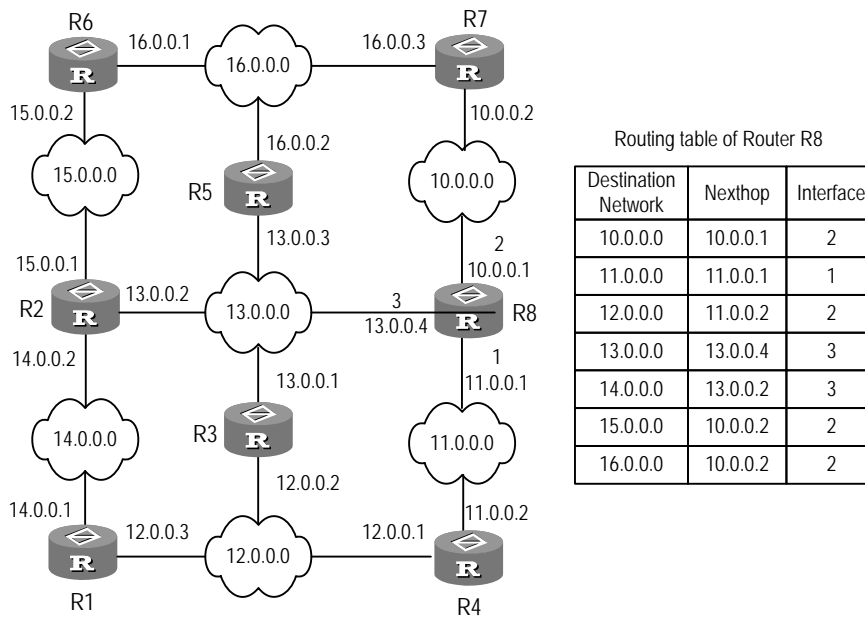 R6
R7
16.0.0.1
16.0.0.3
16.0.0.0
15.0.0.2
10.0.0.2
16.0.0.2
15.0.0.0
R5
10.0.0.0
13.0.0.3
15.0.0.1
2
10.0.0.1
R2
13.0.0.2
13.0.0.0
3
13.0.0.4
R8
14.0.0.2
1
11.0.0.1
13.0.0.1
14.0.0.0
R3
11.0.0.0
12.0.0.2
14.0.0.1
11.0.0.2
12.0.0.3
12.0.0.0
12.0.0.1
R1
R4
R
R
R
R
R
R
R
R
Routing table of Router R8
Destination Network Nexthop Interface
10.0.0.0 10.0.0.1 2
11.0.0.0 11.0.0.1 1
12.0.0.0 11.0.0.2 2
13.0.0.0 13.0.0.4 3
14.0.0.0 13.0.0.2 3
15.0.0.0 10.0.0.2 2
16.0.0.0 10.0.0.2 2